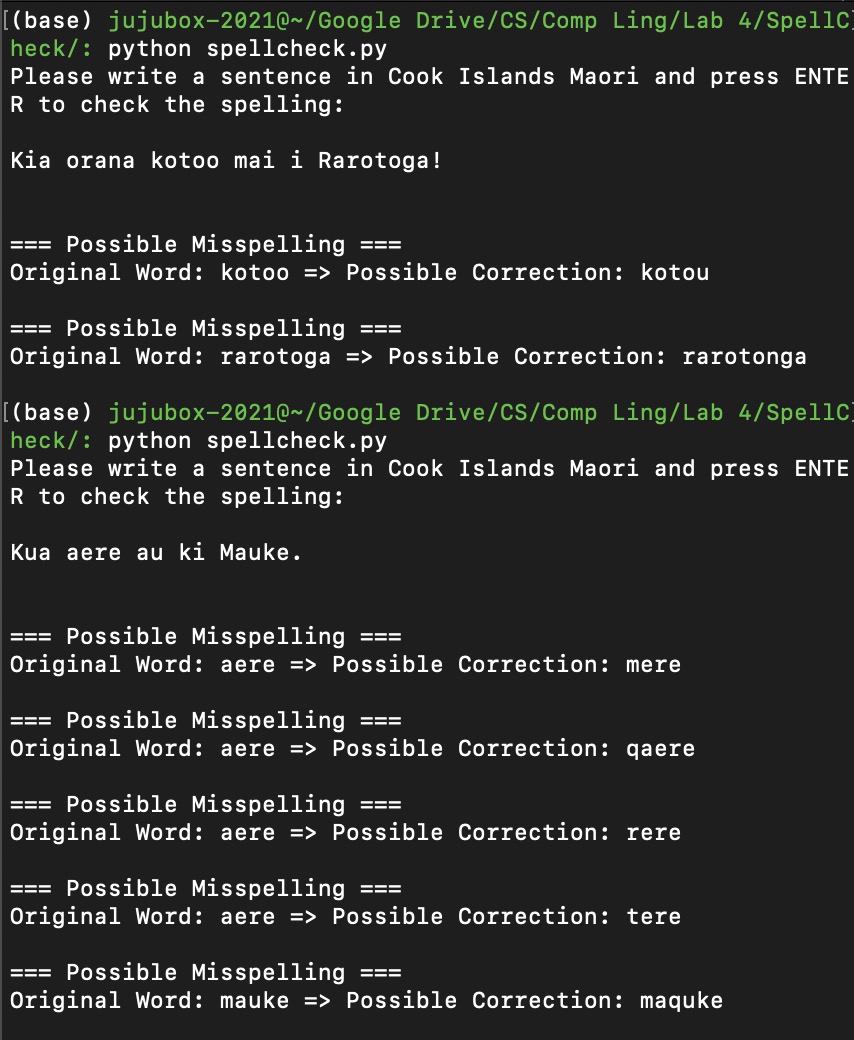 [(base) jujubox-2021@~/Google Drive/CS/Comp Ling/Lab 4/SpellC]
heck/: python spellcheck.py
Please write a sentence in Cook Islands Maori and press ENTE
R to check the spelling:
Kia orana kotoo mai i Rarotoga!
=== Possible Misspelling ===
Original Word: kotoo => Possible Correction: kotou
=== Possible Misspelling ===
Original Word: rarotoga => Possible Correction: rarotonga
[(base) jujubox-2021@~/Google Drive/CS/Comp Ling/Lab 4/SpellC]
heck/: python spellcheck.py
Please write a sentence in Cook Islands Maori and press ENTE
R to check the spelling:
Kua aere au ki Mauke.
=== Possible Misspelling ===
Original Word: aere => Possible Correction: mere
=== Possible Misspelling ===
Original Word: aere => Possible Correction: qaere
=== Possible Misspelling ===
Original Word: aere => Possible Correction: rere
=== Possible Misspelling ===
Original Word: aere => Possible Correction: tere
=== Possible Misspelling ===
Original Word: mauke => Possible Correction: maquke